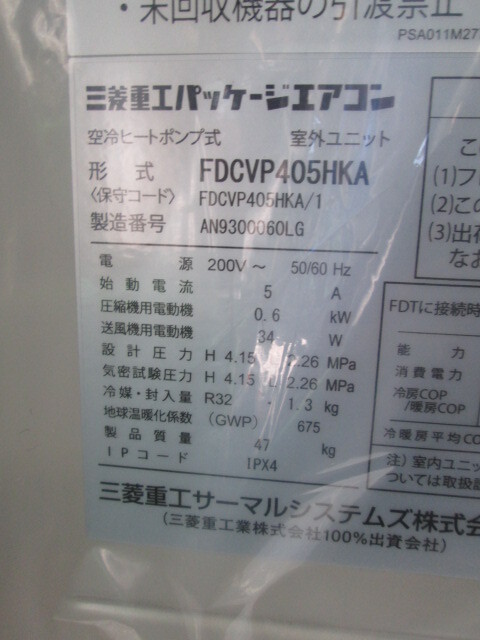 ・未回収機器の引渡禁止
PSA011M27
三菱重工パッケージエアコン
空冷ヒートポンプ式 室外ユニット
形 式 FDCVP405HKA
〈保守コード〉 FDCVP405HKA/1
製造番号 AN9300060LG
電 源 200V～ 50/60 Hz
始動電流 5 A
圧縮機用電動機 0.6 kW
送風機用電動機 34 W
設計圧力 H 4.15 L 2.26 MPa
気密試験圧力 H 4.15 L 2.26 MPa
冷媒・封入量 R32 ・ 1.3 kg
地球温暖化係数 (GWP) 675
製品質量 47 kg
IPコード IPX4
三菱重工サーマルシステムズ株式
(三菱重工業株式会社100%出資会社)
この
(1)フ
(2)この
(3)出荷
なお
FDTに接続時
能 力
消費電力
冷房COP
/暖房COP
冷暖房平均CO
注）室内ユニッ
ついては取扱